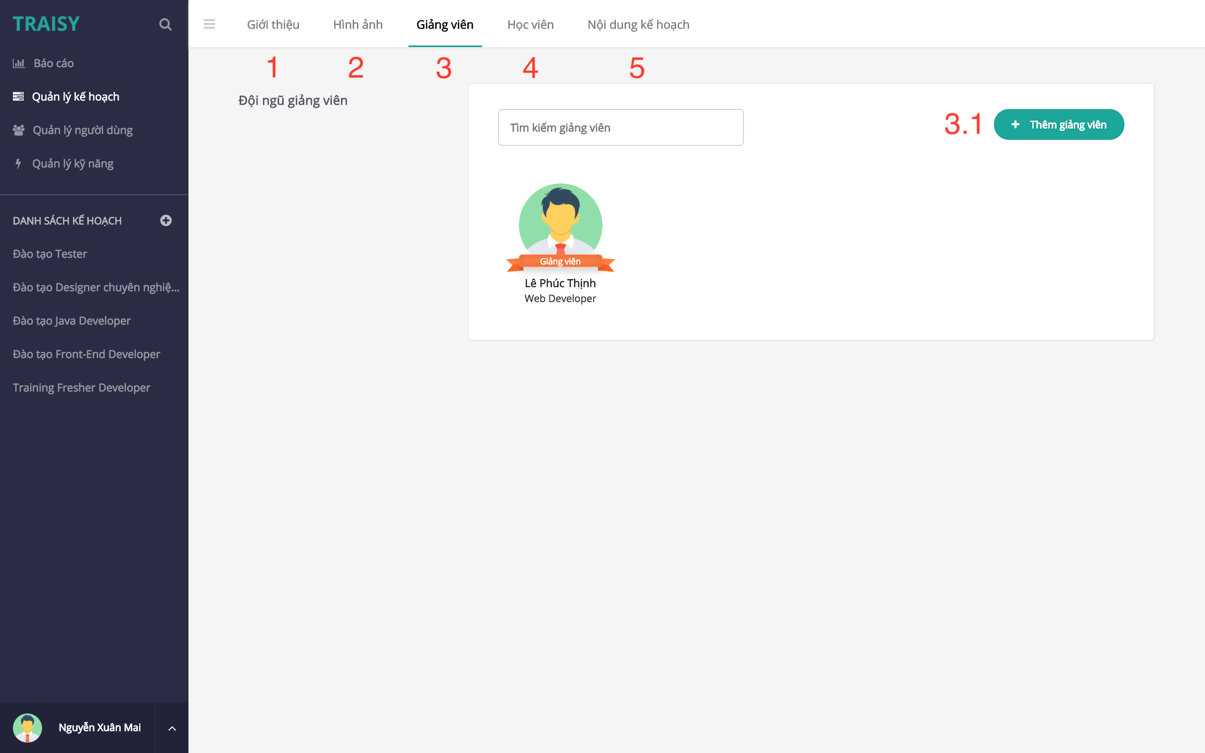 TRAISY
Báo cáo
Quản lý kế hoạch
Quản lý người dùng
Quản lý kỹ năng
DANH SÁCH KẾ HOẠCH
Đào tạo Tester
Đào tạo Designer chuyên nghiệ...
Đào tạo Java Developer
Đào tạo Front-End Developer
Training Fresher Developer
Nguyễn Xuân Mai
Giới thiệu Hình ảnh Giảng viên Học viên Nội dung kế hoạch
1 2 3 4 5
Đội ngũ giảng viên
Tìm kiếm giảng viên
3.1 + Thêm giảng viên
Giảng viên
Lê Phúc Thịnh
Web Developer